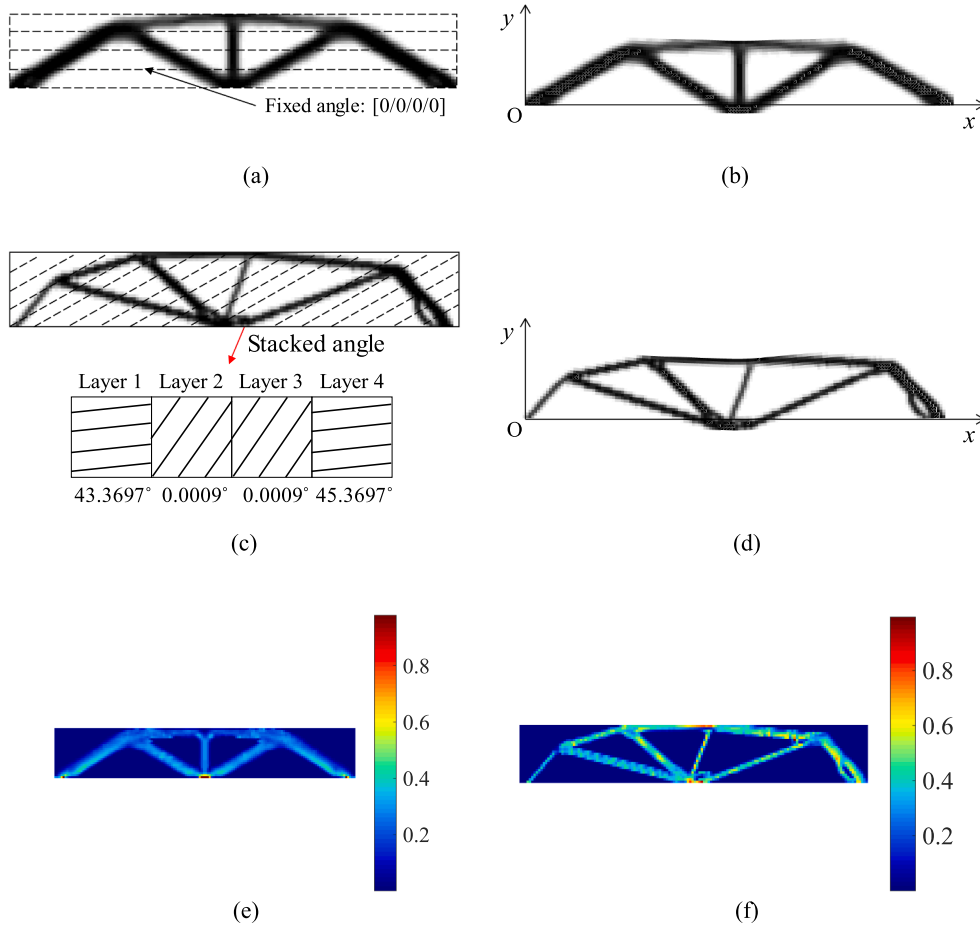 Fixed angle: [0/0/0/0]
(a)
y
O
x
(b)
Stacked angle
Layer 1 Layer 2 Layer 3 Layer 4
43.3697° 0.0009° 0.0009° 45.3697°
(c)
y
O
x
(d)
0.8
0.6
0.4
0.2
(e)
0.8
0.6
0.4
0.2
(f)